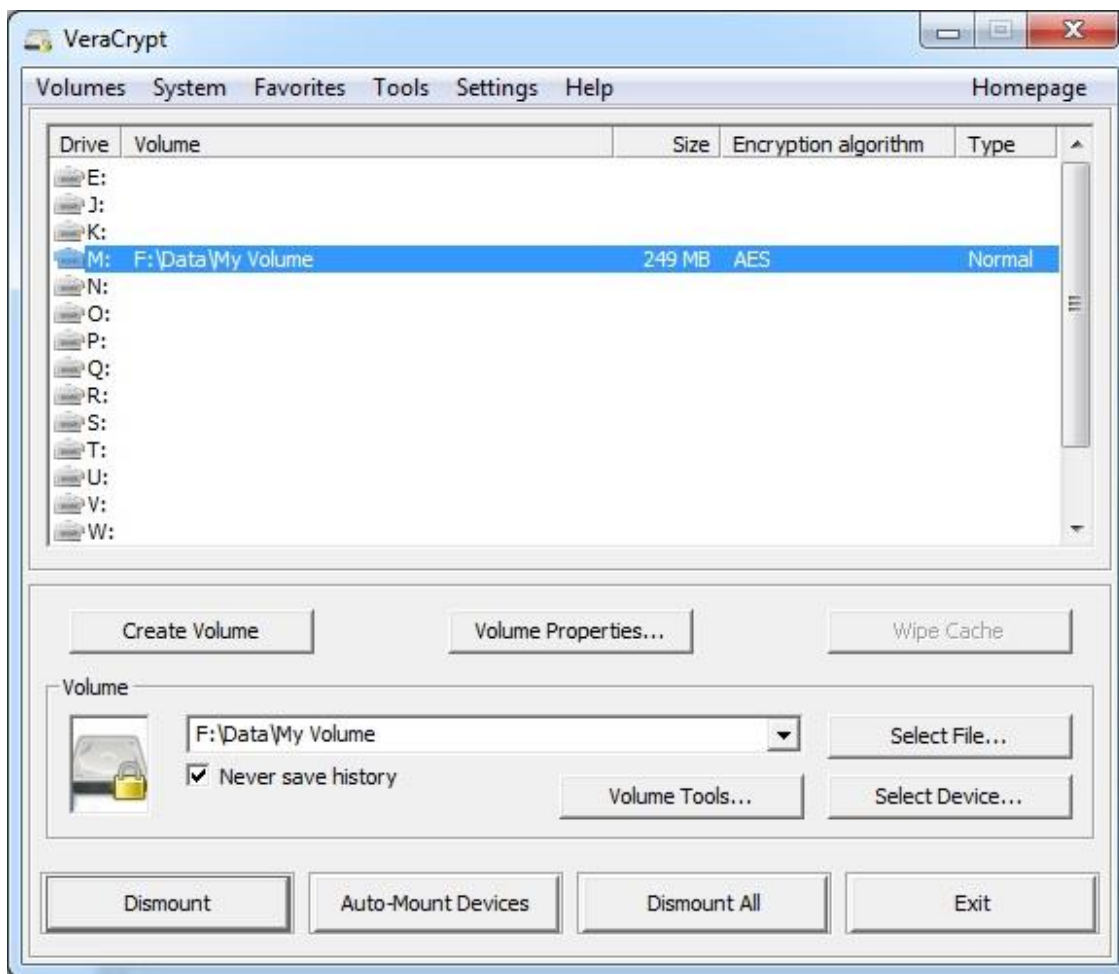 VeraCrypt
Volumes System Favorites Tools Settings Help Homepage
Drive Volume Size Encryption algorithm Type
E:
J:
K:
M: F:\Data\My Volume 249 MB AES Normal
N:
O:
P:
Q:
R:
S:
T:
U:
V:
W:
Create Volume Volume Properties... Wipe Cache
Volume
F:\Data\My Volume Select File...
Never save history
Volume Tools... Select Device...
Dismount Auto-Mount Devices Dismount All Exit